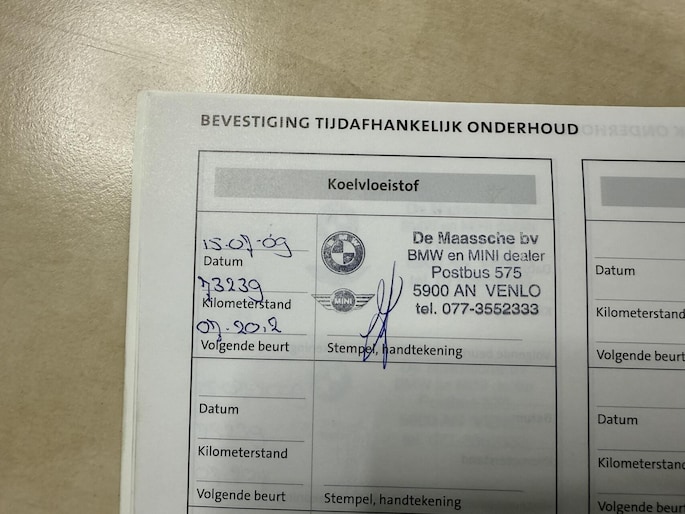 BEVESTIGING TIJDAFHANKELIJK ONDERHOUD
Koelvloeistof
15-07-09
Datum
73239
Kilometerstand
07-2012
Volgende beurt
MINI
De Maassche bv
BMW en MINI dealer
Postbus 575
5900 AN VENLO
tel. 077-3552333
Stempel, handtekening
Datum
Kilometerstand
Volgende beurt
Stempel, handtekening
Datum
Kilometerstand
Volgende beurt
Datum
Kilometerstand
Volgende beurt